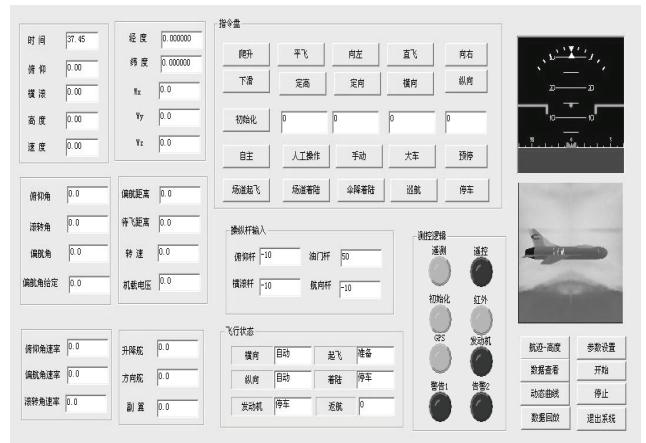 时 间 37.45
俯 仰 0.00
横 滚 0.00
高 度 0.00
速 度 0.00
经 度 0.000000
纬 度 0.000000
Vx 0.0
Vy 0.0
Vz 0.0
指令盘
爬升 平飞 向左 直飞 向右
下滑 定高 定向 横向 纵向
初始化 0 0 0 0
自主 人工操作 手动 大车 预停
场道起飞 场道着陆 伞降着陆 巡航 停车
俯仰角 0.0
滚转角 0.0
偏航角 0.0
偏航角给定 0.0
偏航距离 0.0
待飞距离 0.0
转 速 0.0
机载电压 0.0
操纵杆输入
俯仰杆 -10 油门杆 50
横滚杆 -10 航向杆 -10
测控逻辑
遥测 遥控
初始化 红外
GPS 发动机
警告1 告警2
俯仰角速率 0.0
偏航角速率 0.0
滚转角速率 0.0
升降舵 0.0
方向舵 0.0
副 翼 0.0
飞行状态
横向 自动 起飞 准备
纵向 自动 着陆 停车
发动机 停车 返航 0
20 20
10 10
航迹-高度 参数设置
数据查看 开始
动态曲线 停止
数据回放 退出系统